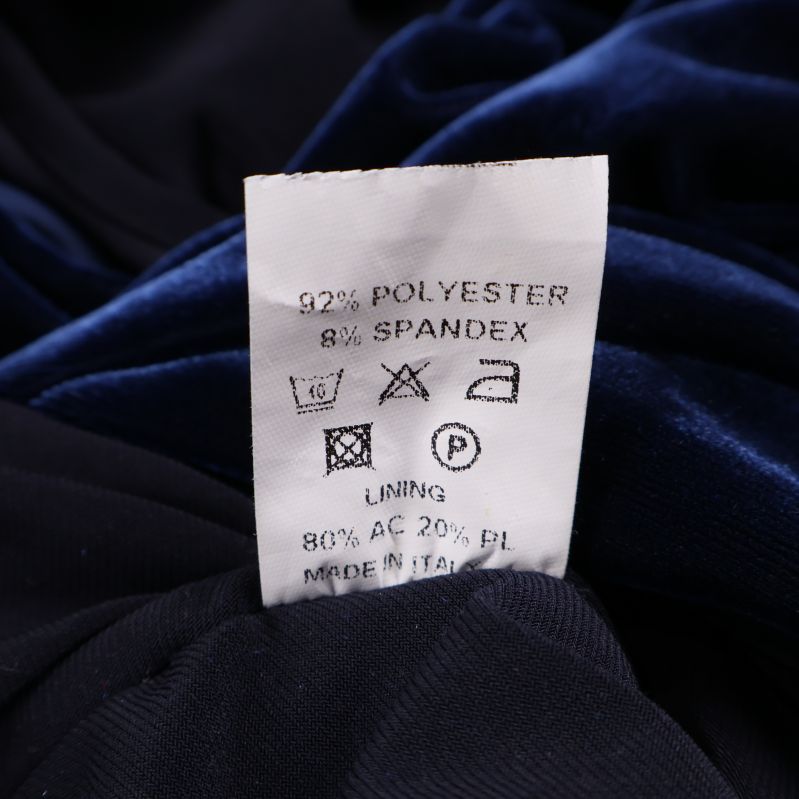 92% POLYESTER
8% SPANDEX
P
LINING
80% AC 20% PL
MADE IN ITALY